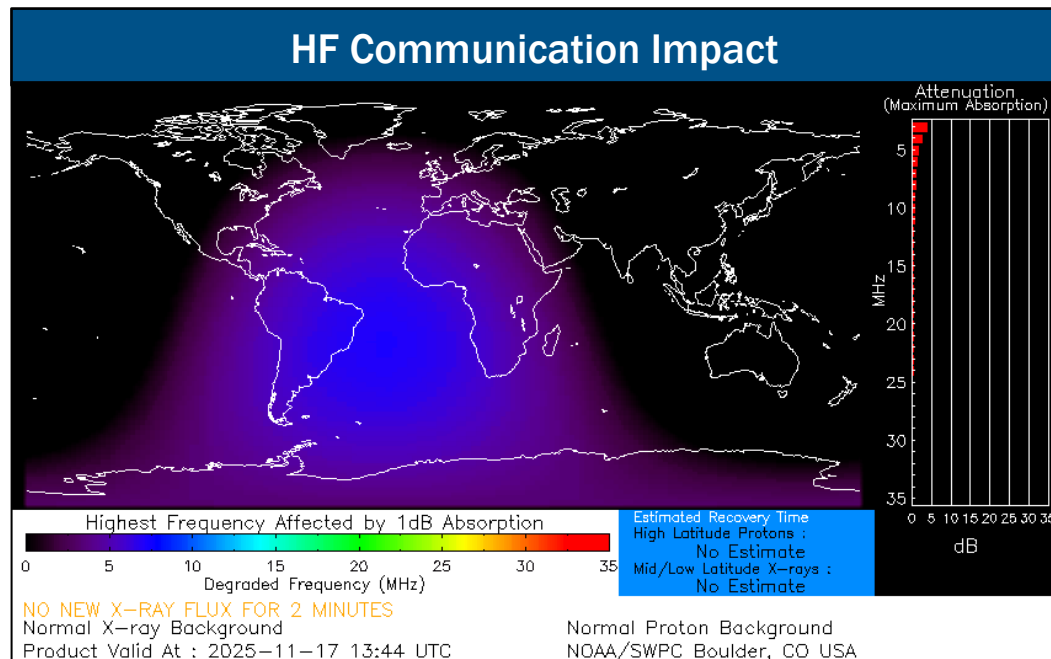 HF Communication Impact
Attenuation
(Maximum Absorption)
5
10
15
20
25
30
35
MHz
0 5 10 15 20 25 30 35
dB
Highest Frequency Affected by 1dB Absorption
0 5 10 15 20 25 30 35
Degraded Frequency (MHz)
Estimated Recovery Time
High Latitude Protons :
No Estimate
Mid/Low Latitude X-rays :
No Estimate
NO NEW X-RAY FLUX FOR 2 MINUTES
Normal X-ray Background
Normal Proton Background
Product Valid At : 2025-11-17 13:44 UTC
NOAA/SWPC Boulder, CO USA